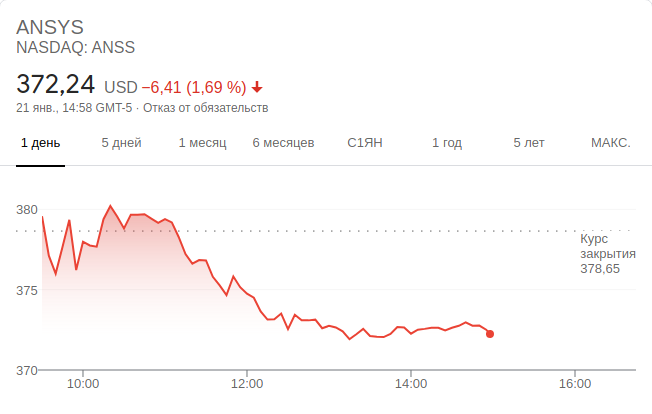 ANSYS
NASDAQ: ANSS
372,24 USD −6,41 (1,69 %)
21 янв., 14:58 GMT-5 · Отказ от обязательств
1 день 5 дней 1 месяц 6 месяцев С1ЯН 1 год 5 лет МАКС.
380
Курс
закрытия
378,65
375
370
10:00 12:00 14:00 16:00